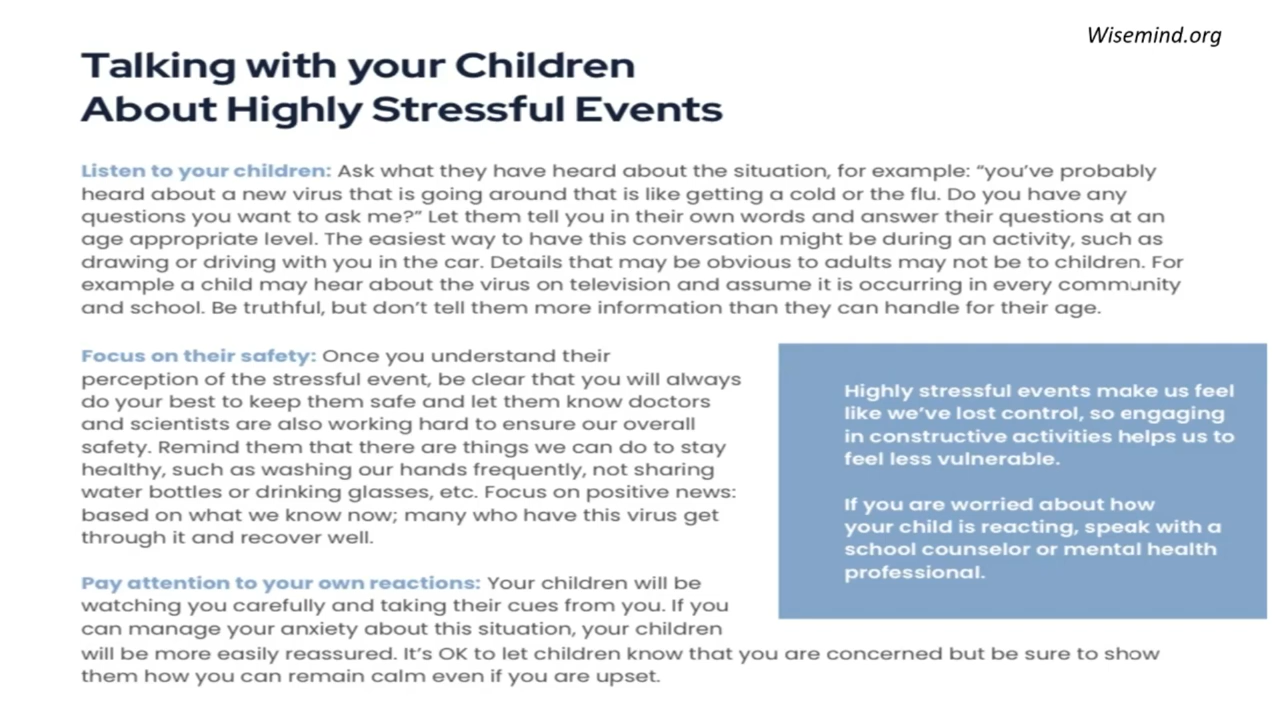 Wisemind.org
Talking with your Children
About Highly Stressful Events
Listen to your children: Ask what they have heard about the situation, for example: “you’ve probably
heard about a new virus that is going around that is like getting a cold or the flu. Do you have any
questions you want to ask me?” Let them tell you in their own words and answer their questions at an
age appropriate level. The easiest way to have this conversation might be during an activity, such as
drawing or driving with you in the car. Details that may be obvious to adults may not be to children. For
example a child may hear about the virus on television and assume it is occurring in every community
and school. Be truthful, but don’t tell them more information than they can handle for their age.
Focus on their safety: Once you understand their
perception of the stressful event, be clear that you will always
do your best to keep them safe and let them know doctors
and scientists are also working hard to ensure our overall
safety. Remind them that there are things we can do to stay
healthy, such as washing our hands frequently, not sharing
water bottles or drinking glasses, etc. Focus on positive news:
based on what we know now; many who have this virus get
through it and recover well.
Pay attention to your own reactions: Your children will be
watching you carefully and taking their cues from you. If you
can manage your anxiety about this situation, your children
will be more easily reassured. It’s OK to let children know that you are concerned but be sure to show
them how you can remain calm even if you are upset.
Highly stressful events make us feel
like we’ve lost control, so engaging
in constructive activities helps us to
feel less vulnerable.
If you are worried about how
your child is reacting, speak with a
school counselor or mental health
professional.